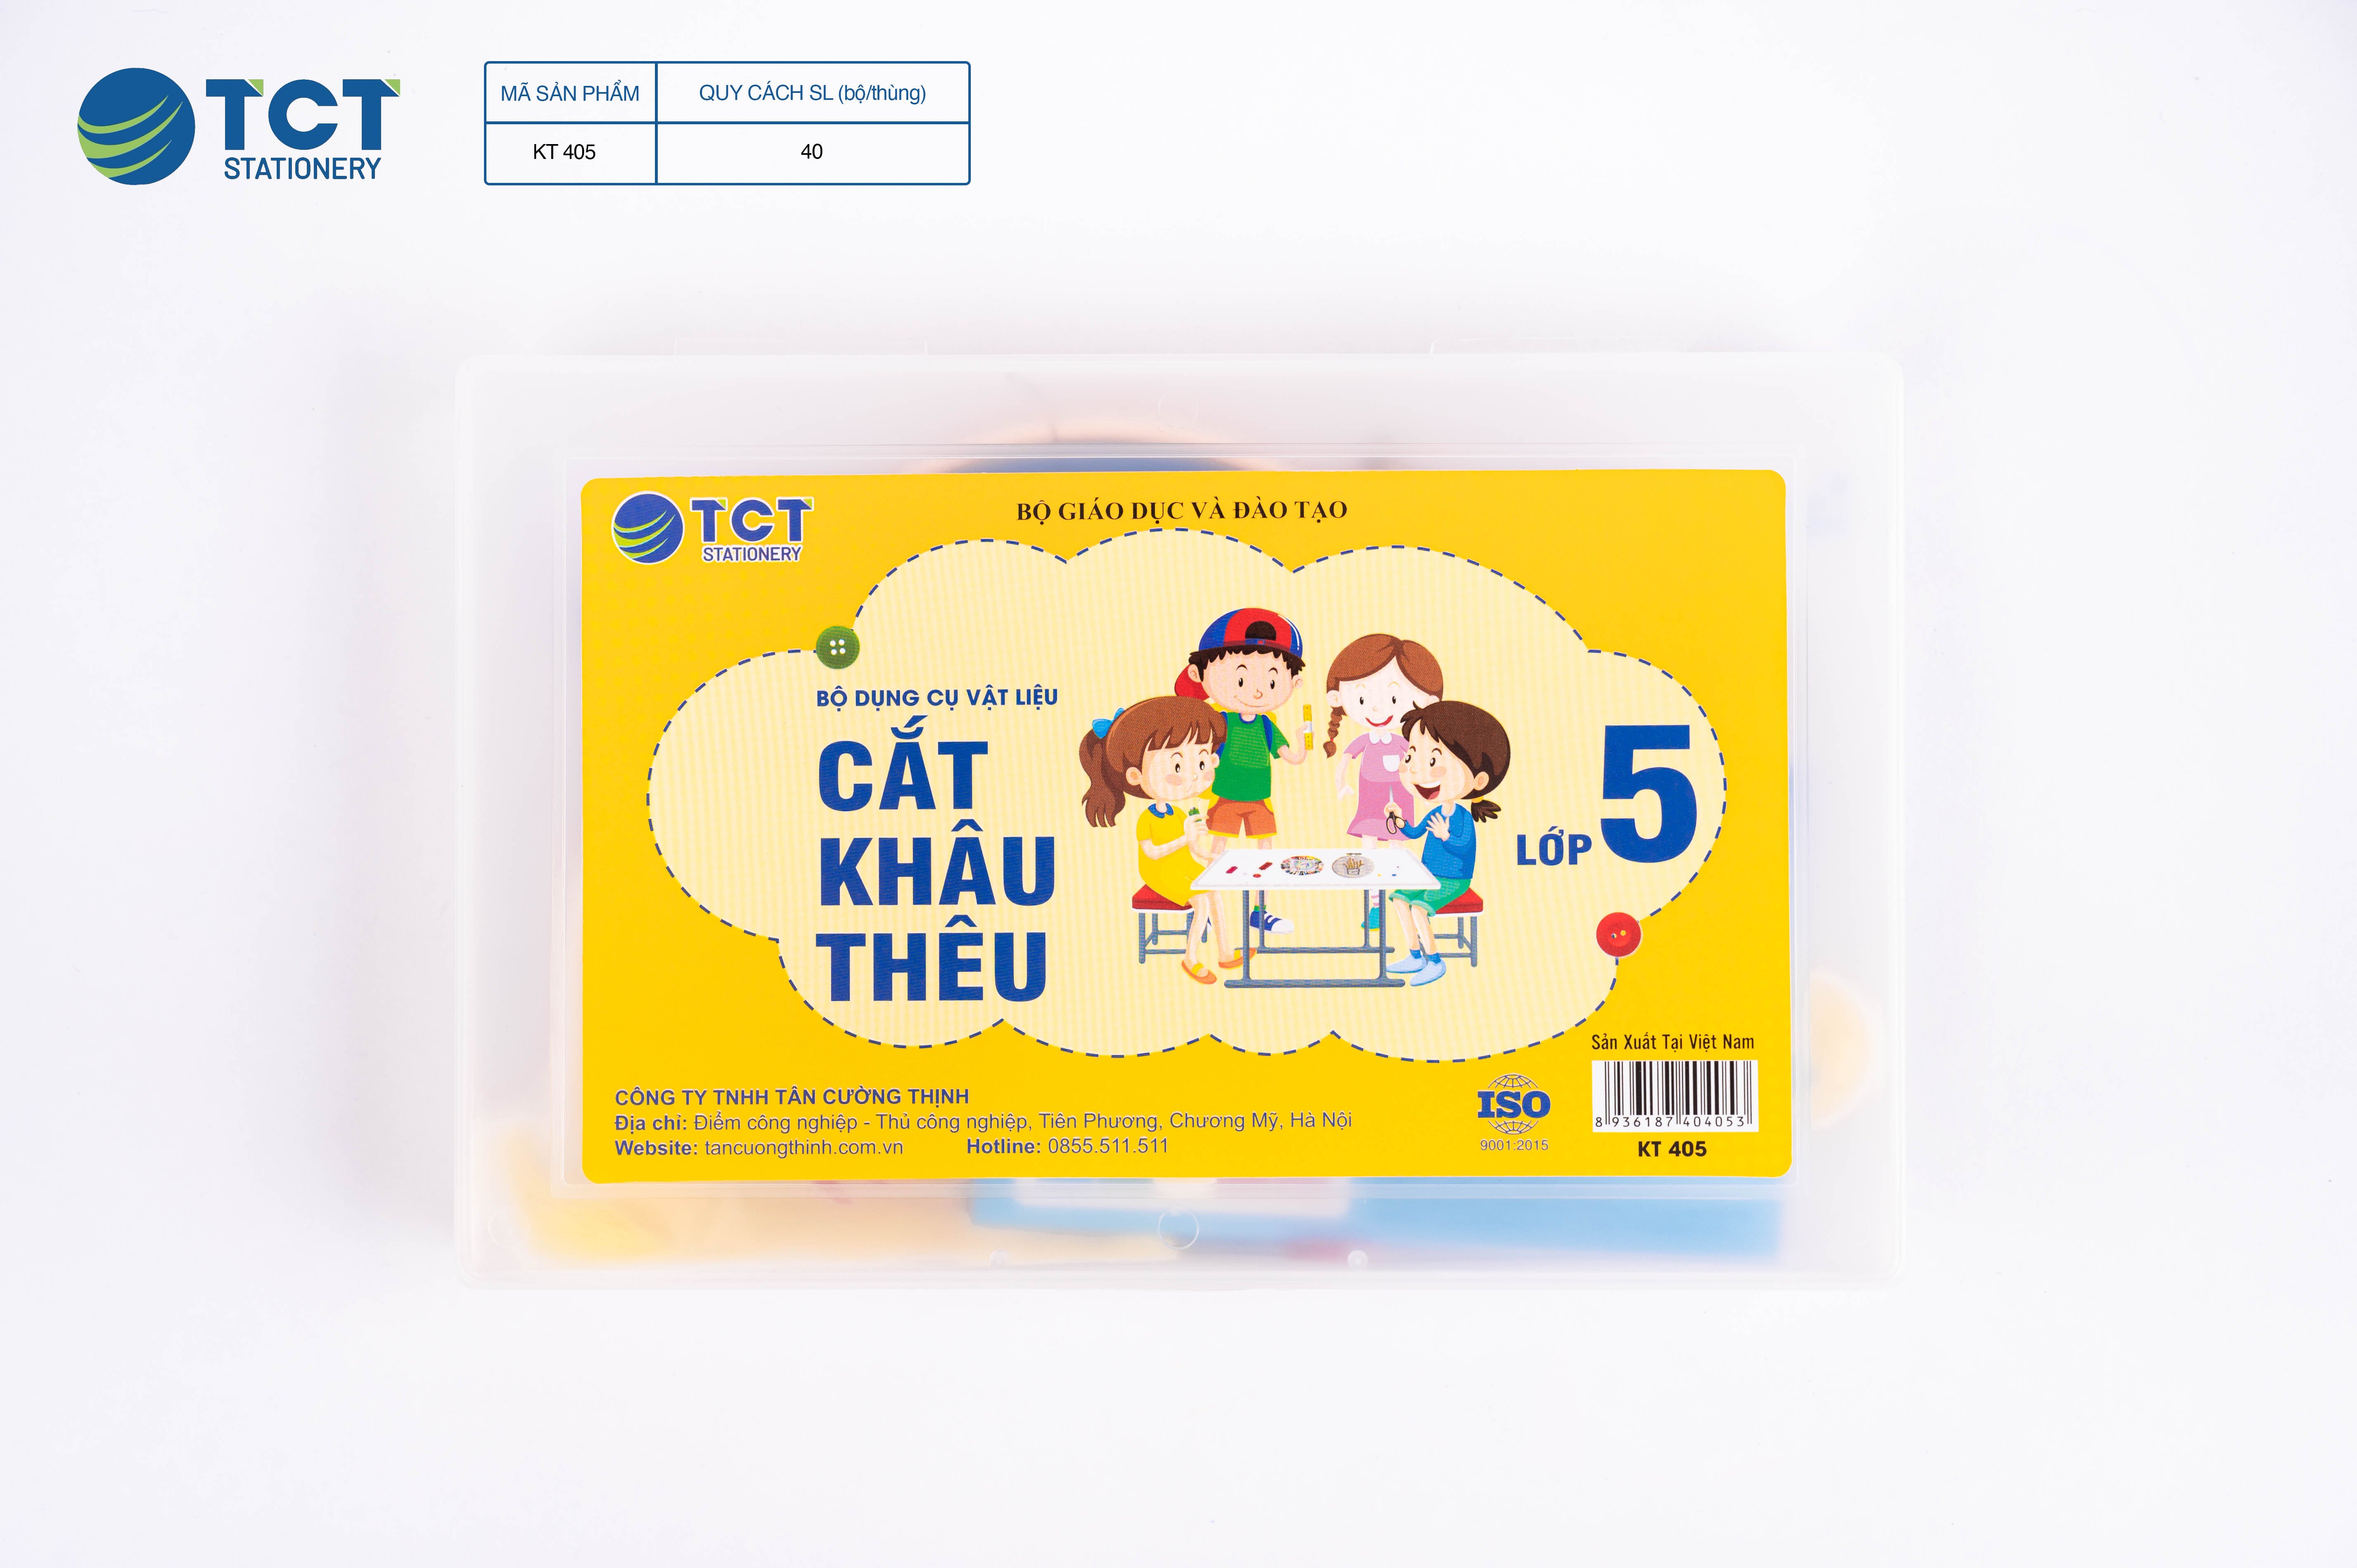 TCT
STATIONERY
MÃ SẢN PHẨM
QUY CÁCH SL (bộ/thùng)
KT 405
40
TCT
STATIONERY
BỘ GIÁO DỤC VÀ ĐÀO TẠO
BỘ DỤNG CỤ VẬT LIỆU
CẮT
KHÂU
THÊU
LỚP 5
Sản Xuất Tại Việt Nam
CÔNG TY TNHH TÂN CƯỜNG THỊNH
Địa chỉ: Điểm công nghiệp - Thủ công nghiệp, Tiên Phương, Chương Mỹ, Hà Nội
Website: tancuongthinh.com.vn Hotline: 0855.511.511
ISO
9001:2015
8 936187 404053
KT 405